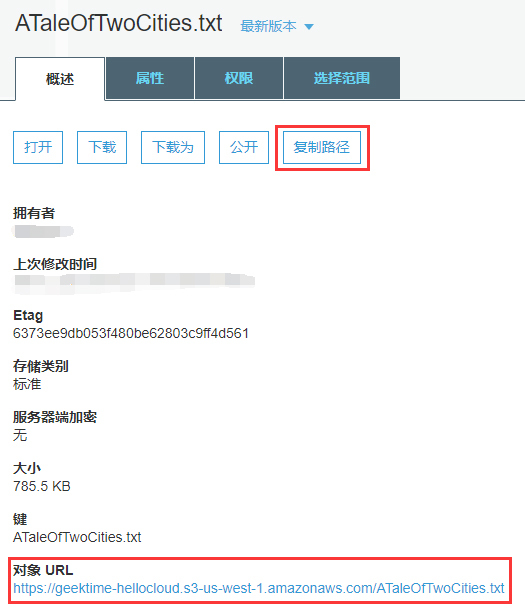 ATaleOfTwoCities.txt 最新版本
概述 属性 权限 选择范围
打开 下载 下载为 公开 复制路径
拥有者
上次修改时间
Etag
6373ee9db053f480be62803c9ff4d561
存储类别
标准
服务器端加密
无
大小
785.5 KB
键
ATaleOfTwoCities.txt
对象 URL
https://geektime-hellocloud.s3-us-west-1.amazonaws.com/ATaleOfTwoCities.txt